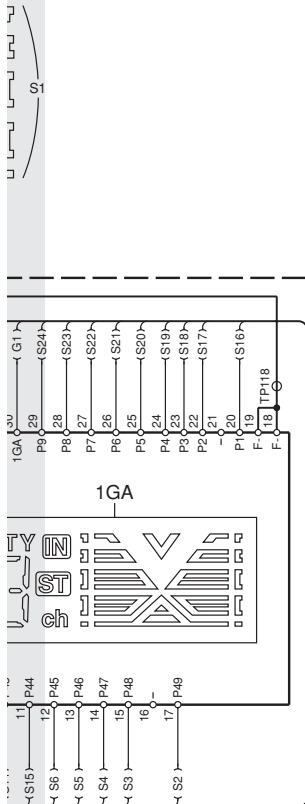 S1
G1 S24 S23 S22 S21 S20 S19 S18 S17 S16
TP118
30 29 28 27 26 25 24 23 22 21 20 19 18
1GA P9 P8 P7 P6 P5 P4 P3 P2 – P1 F- F-
1GA
TY IN
ST
ch
P44 P45 P46 P47 P48 – P49
11 12 13 14 15 16 17
S15 S6 S5 S4 S3 S2